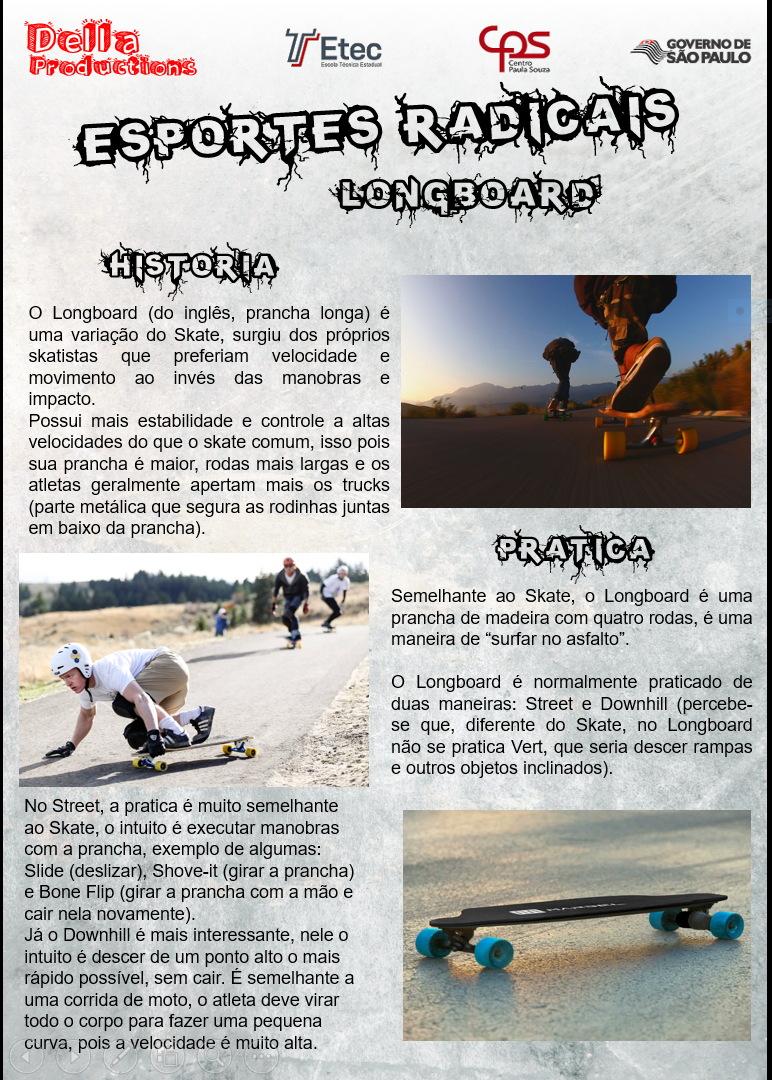 Della
Productions
Etec
Escola Técnica Estadual
CPS
Centro
Paula Souza
GOVERNO DE
SÃO PAULO
ESPORTES RADICAIS
LONGBOARD
HISTORIA
O Longboard (do inglês, prancha longa) é
uma variação do Skate, surgiu dos próprios
skatistas que preferiam velocidade e
movimento ao invés das manobras e
impacto.
Possui mais estabilidade e controle a altas
velocidades do que o skate comum, isso pois
sua prancha é maior, rodas mais largas e os
atletas geralmente apertam mais os trucks
(parte metálica que segura as rodinhas juntas
em baixo da prancha).
PRATICA
Semelhante ao Skate, o Longboard é uma
prancha de madeira com quatro rodas, é uma
maneira de “surfar no asfalto”.
O Longboard é normalmente praticado de
duas maneiras: Street e Downhill (percebe-
se que, diferente do Skate, no Longboard
não se pratica Vert, que seria descer rampas
e outros objetos inclinados).
No Street, a pratica é muito semelhante
ao Skate, o intuito é executar manobras
com a prancha, exemplo de algumas:
Slide (deslizar), Shove-it (girar a prancha)
e Bone Flip (girar a prancha com a mão e
cair nela novamente).
Já o Downhill é mais interessante, nele o
intuito é descer de um ponto alto o mais
rápido possível, sem cair. É semelhante a
uma corrida de moto, o atleta deve virar
todo o corpo para fazer uma pequena
curva, pois a velocidade é muito alta.